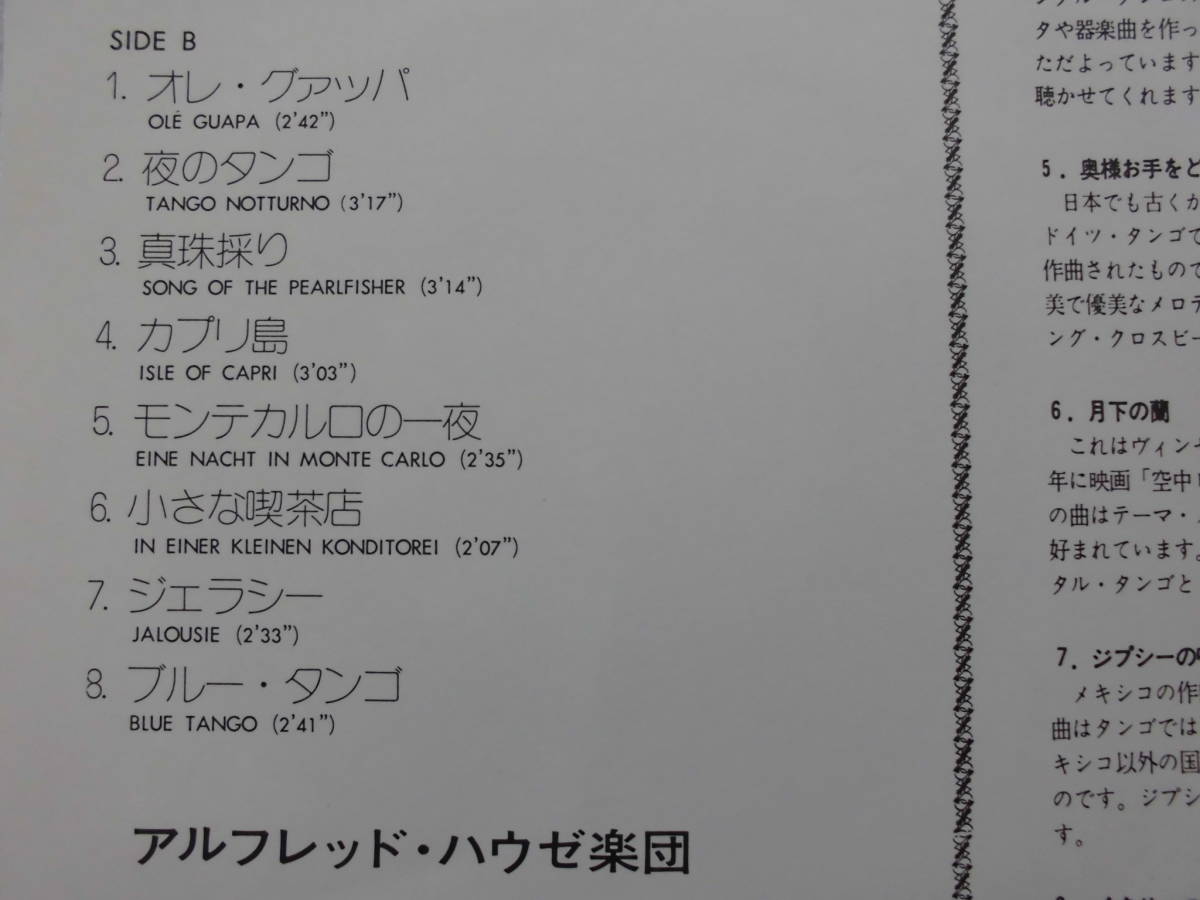 SIDE B
1. オレ・グァッパ
OLÉ GUAPA (2'42")
2. 夜のタンゴ
TANGO NOTTURNO (3'17")
3. 真珠採り
SONG OF THE PEARLFISHER (3'14")
4. カプリ島
ISLE OF CAPRI (3'03")
5. モンテカルロの一夜
EINE NACHT IN MONTE CARLO (2'35")
6. 小さな喫茶店
IN EINER KLEINEN KONDITOREI (2'07")
7. ジェラシー
JALOUSIE (2'33")
8. ブルー・タンゴ
BLUE TANGO (2'41")
アルフレッド・ハウゼ楽団
タや器楽曲を作っ
ただよっています
聴かせてくれます
5. 奥様お手をど
日本でも古くか
ドイツ・タンゴで
作曲されたもので
美で優美なメロデ
ング・クロスビー
6. 月下の蘭
これはヴィンセ
年に映画「空中
の曲はテーマ・
好まれています。
タル・タンゴと
7. ジプシーの
メキシコの作
曲はタンゴでは
キシコ以外の国
のです。ジプシ
す。